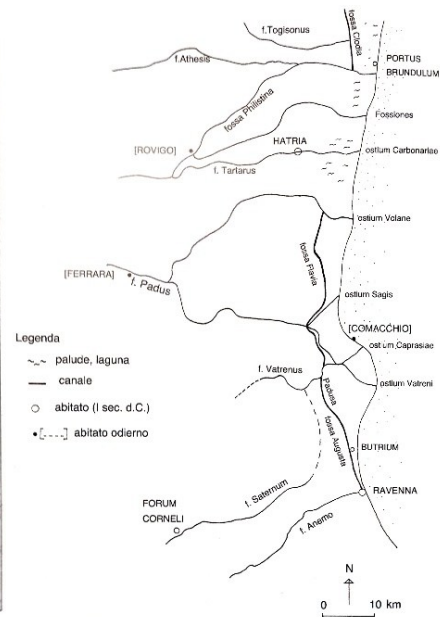 f.Togisonus
fossa Clodia
PORTUS
BRUNDULUM
f.Athesis
fossa Philistina
Fossiones
HATRIA
[ROVIGO]
ostium Carbonariae
f. Tartarus
ostium Volane
fossa Flavia
[FERRARA]
f. Padus
ostium Sagis
[COMACCHIO]
ostium Caprasiae
Legenda
palude, laguna
canale
abitato (I sec. d.C.)
[----] abitato odierno
f. Vatrenus
ostium Vatreni
Padusa
fossa Augusta
BUTRIUM
f. Saternum
RAVENNA
FORUM
CORNELI
f. Anemo
N
0 10 km